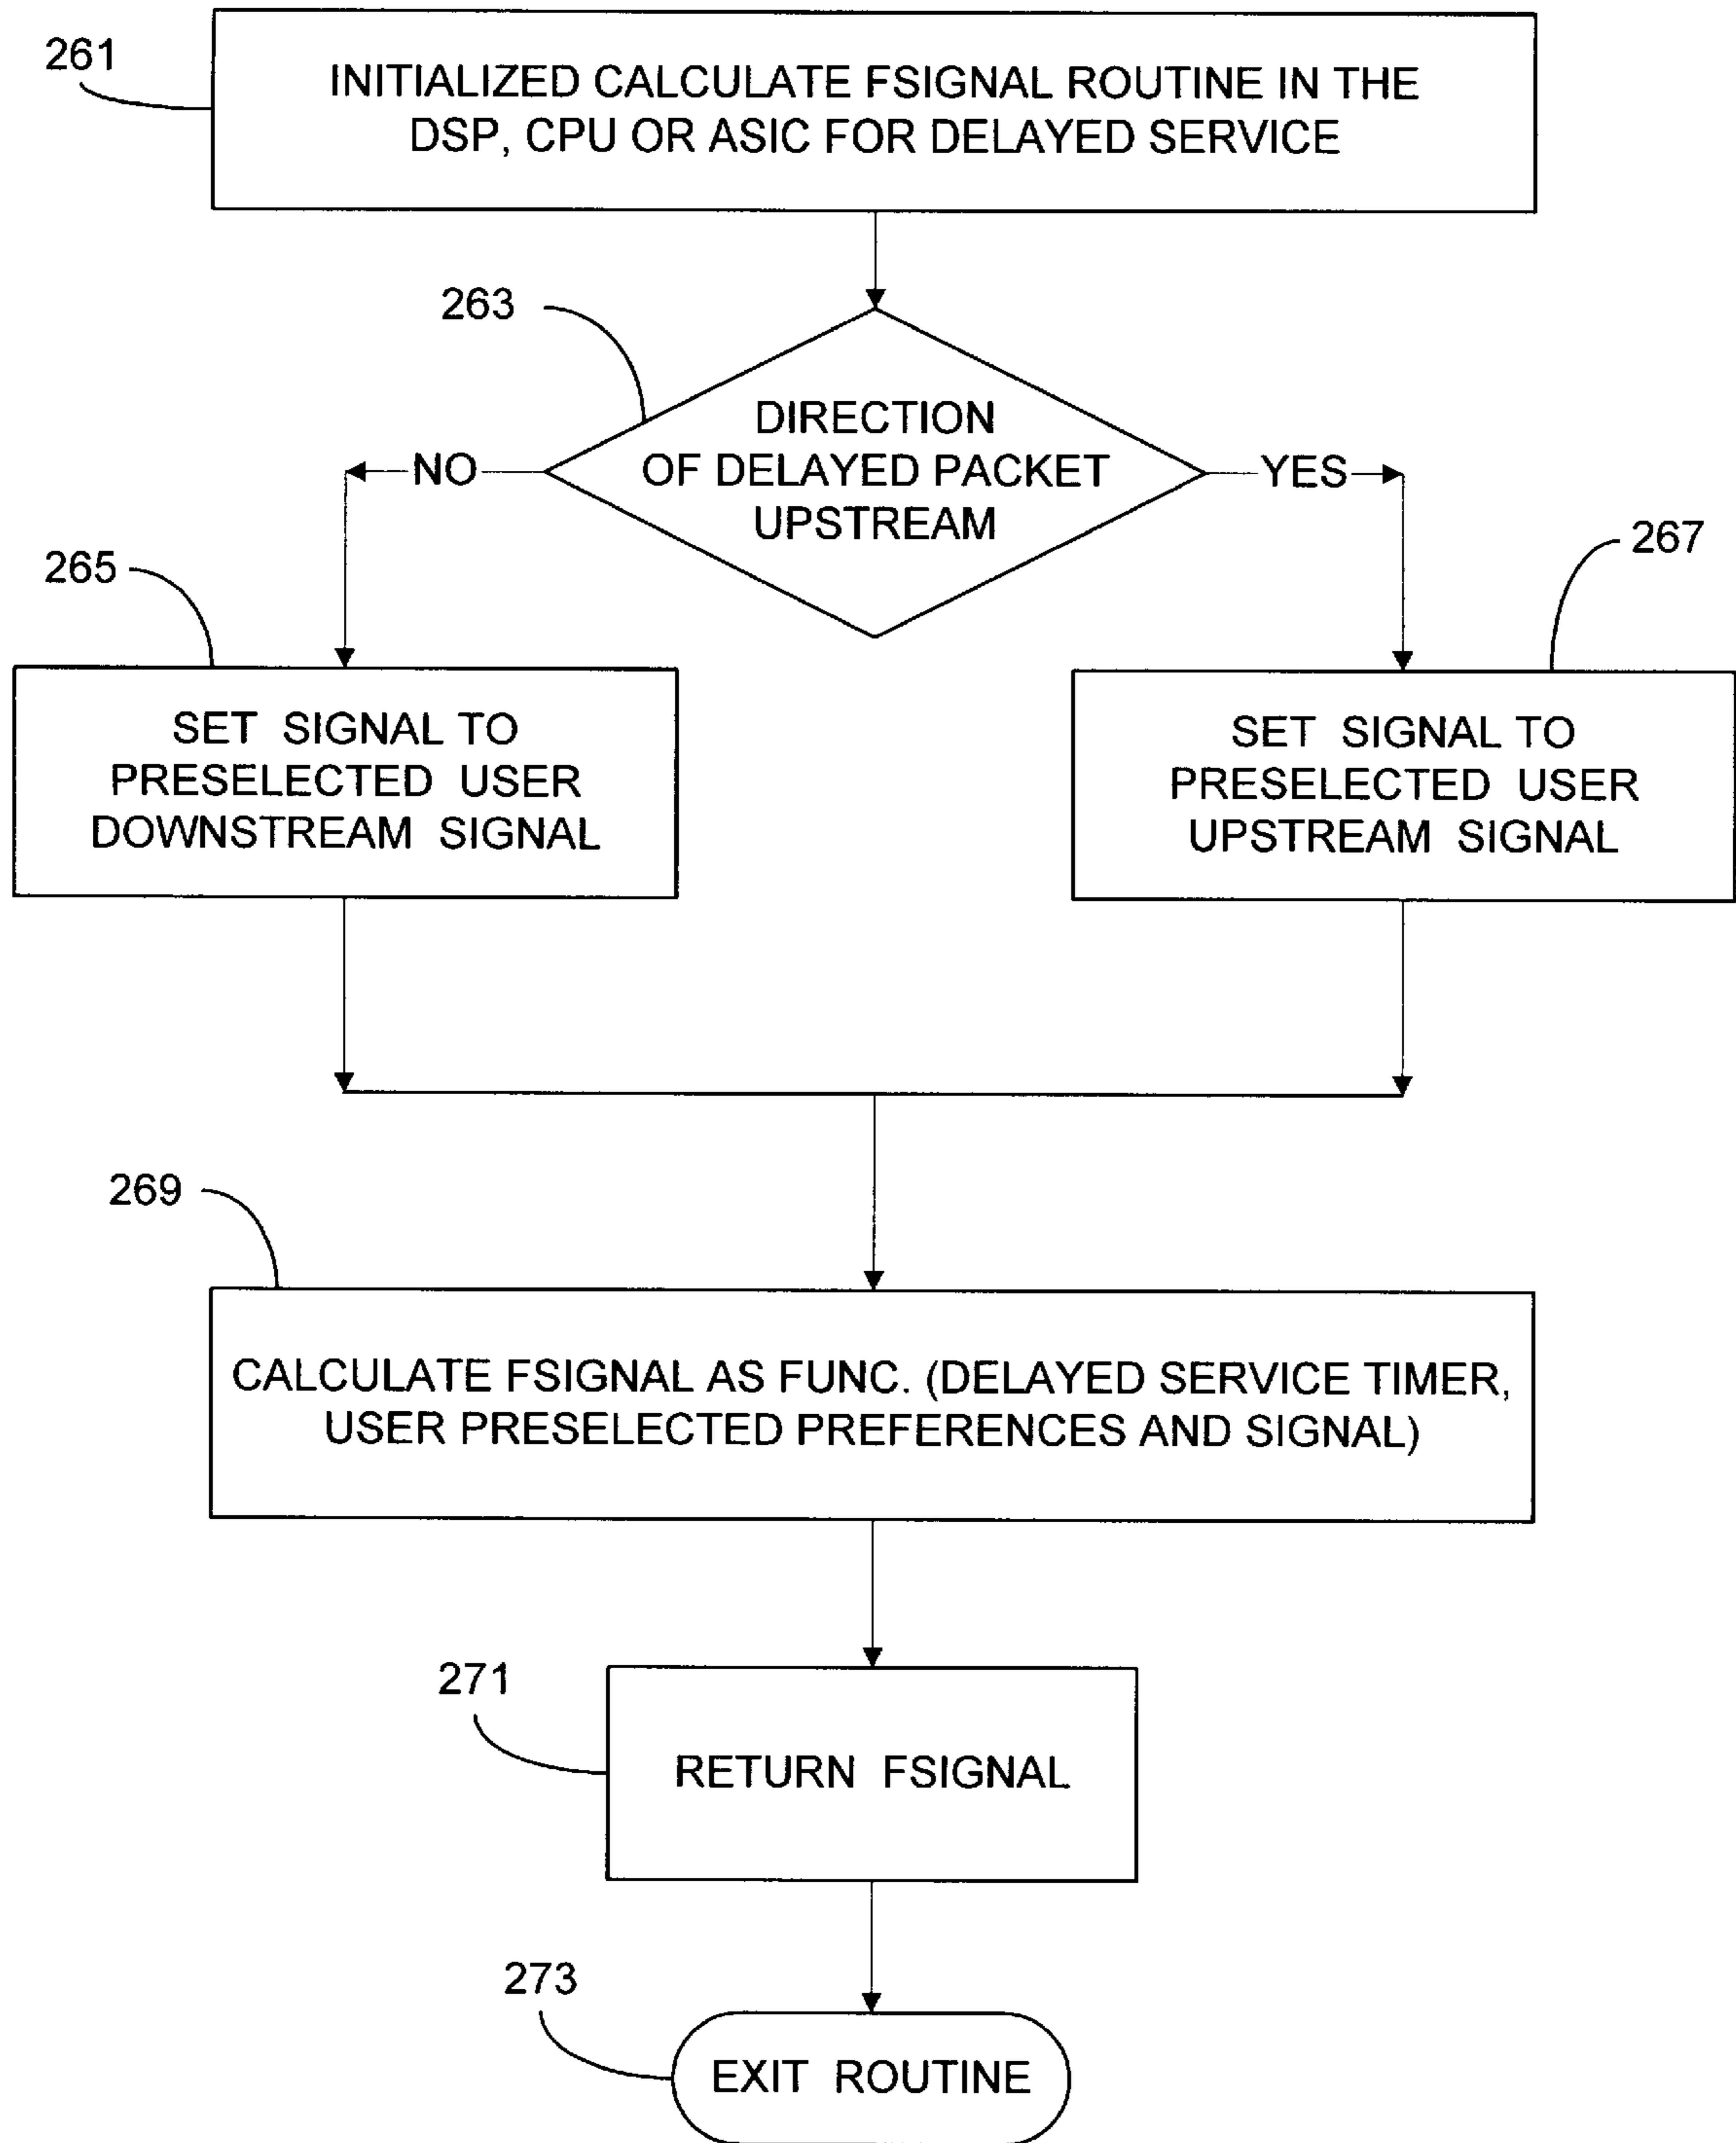 261
INITIALIZED CALCULATE FSIGNAL ROUTINE IN THE
DSP, CPU OR ASIC FOR DELAYED SERVICE
263
DIRECTION
OF DELAYED PACKET
UPSTREAM
NO
YES
265
267
SET SIGNAL TO
PRESELECTED USER
DOWNSTREAM SIGNAL
SET SIGNAL TO
PRESELECTED USER
UPSTREAM SIGNAL
269
CALCULATE FSIGNAL AS FUNC. (DELAYED SERVICE TIMER,
USER PRESELECTED PREFERENCES AND SIGNAL)
271
RETURN FSIGNAL
273
EXIT ROUTINE